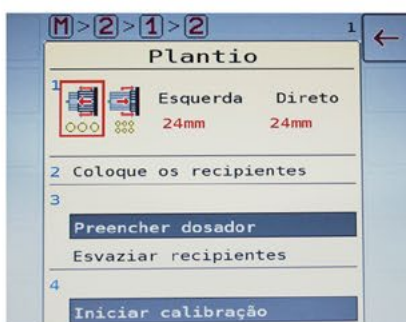 M>2>1>2 1
Plantio
1
Esquerda Direto
24mm 24mm
2 Coloque os recipientes
3
Preencher dosador
Esvaziar recipientes
4
Iniciar calibração